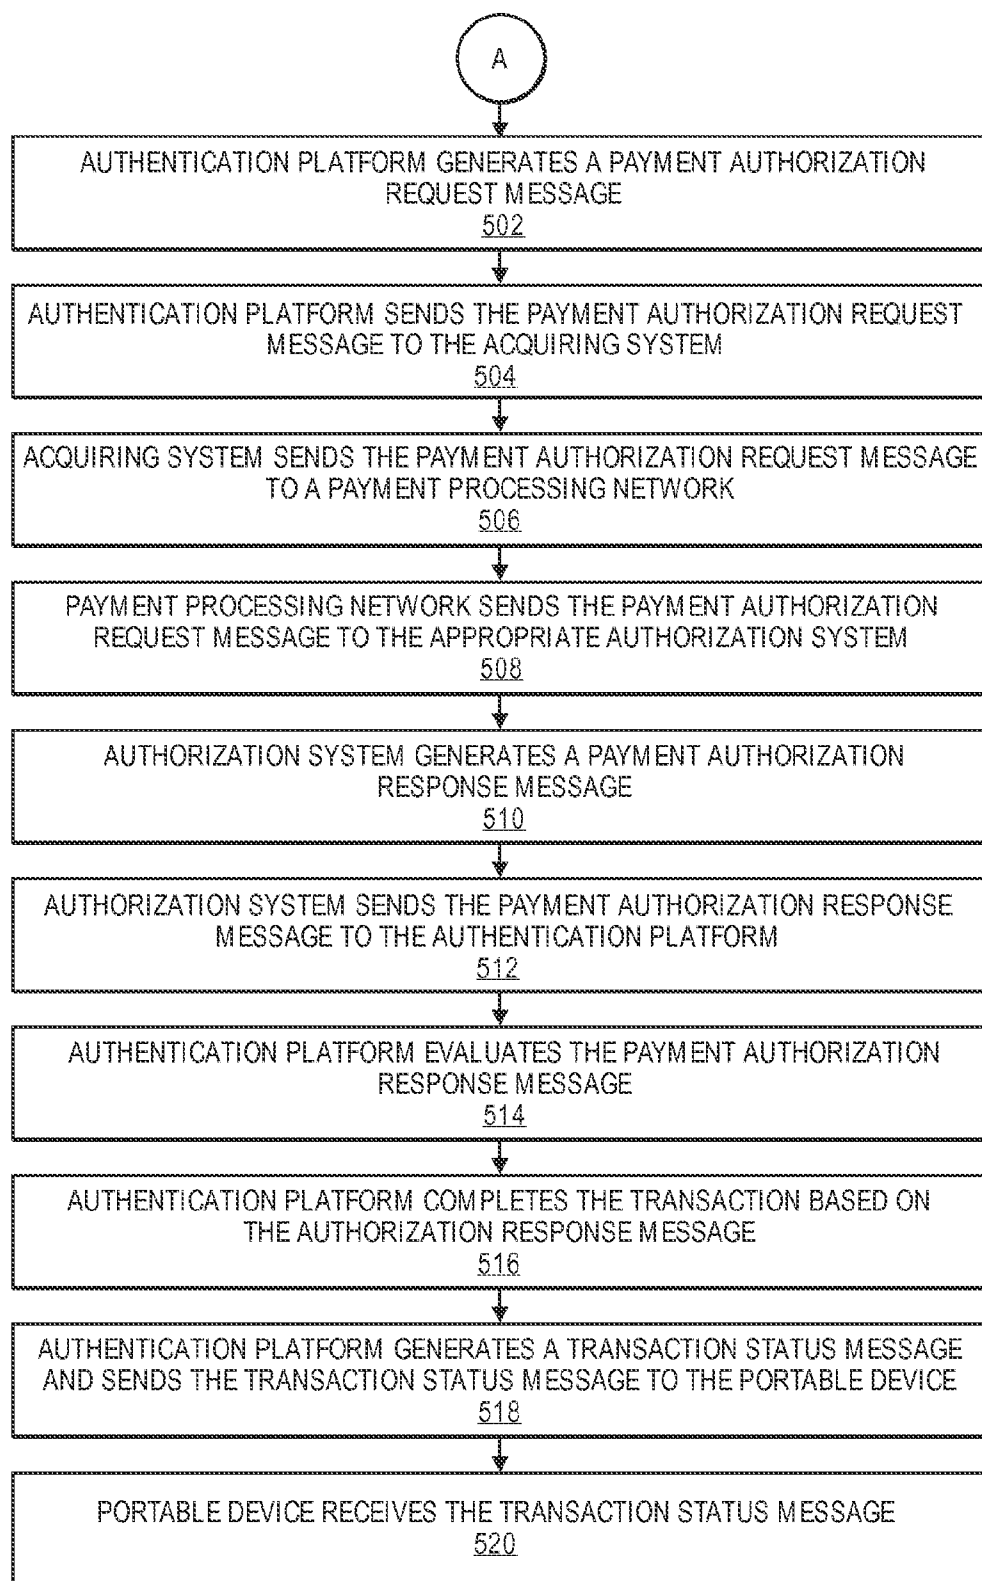 A
AUTHENTICATION PLATFORM GENERATES A PAYMENT AUTHORIZATION
REQUEST MESSAGE
502
AUTHENTICATION PLATFORM SENDS THE PAYMENT AUTHORIZATION REQUEST
MESSAGE TO THE ACQUIRING SYSTEM
504
ACQUIRING SYSTEM SENDS THE PAYMENT AUTHORIZATION REQUEST MESSAGE
TO A PAYMENT PROCESSING NETWORK
506
PAYMENT PROCESSING NETWORK SENDS THE PAYMENT AUTHORIZATION
REQUEST MESSAGE TO THE APPROPRIATE AUTHORIZATION SYSTEM
508
AUTHORIZATION SYSTEM GENERATES A PAYMENT AUTHORIZATION
RESPONSE MESSAGE
510
AUTHORIZATION SYSTEM SENDS THE PAYMENT AUTHORIZATION RESPONSE
MESSAGE TO THE AUTHENTICATION PLATFORM
512
AUTHENTICATION PLATFORM EVALUATES THE PAYMENT AUTHORIZATION
RESPONSE MESSAGE
514
AUTHENTICATION PLATFORM COMPLETES THE TRANSACTION BASED ON
THE AUTHORIZATION RESPONSE MESSAGE
516
AUTHENTICATION PLATFORM GENERATES A TRANSACTION STATUS MESSAGE
AND SENDS THE TRANSACTION STATUS MESSAGE TO THE PORTABLE DEVICE
518
PORTABLE DEVICE RECEIVES THE TRANSACTION STATUS MESSAGE
520